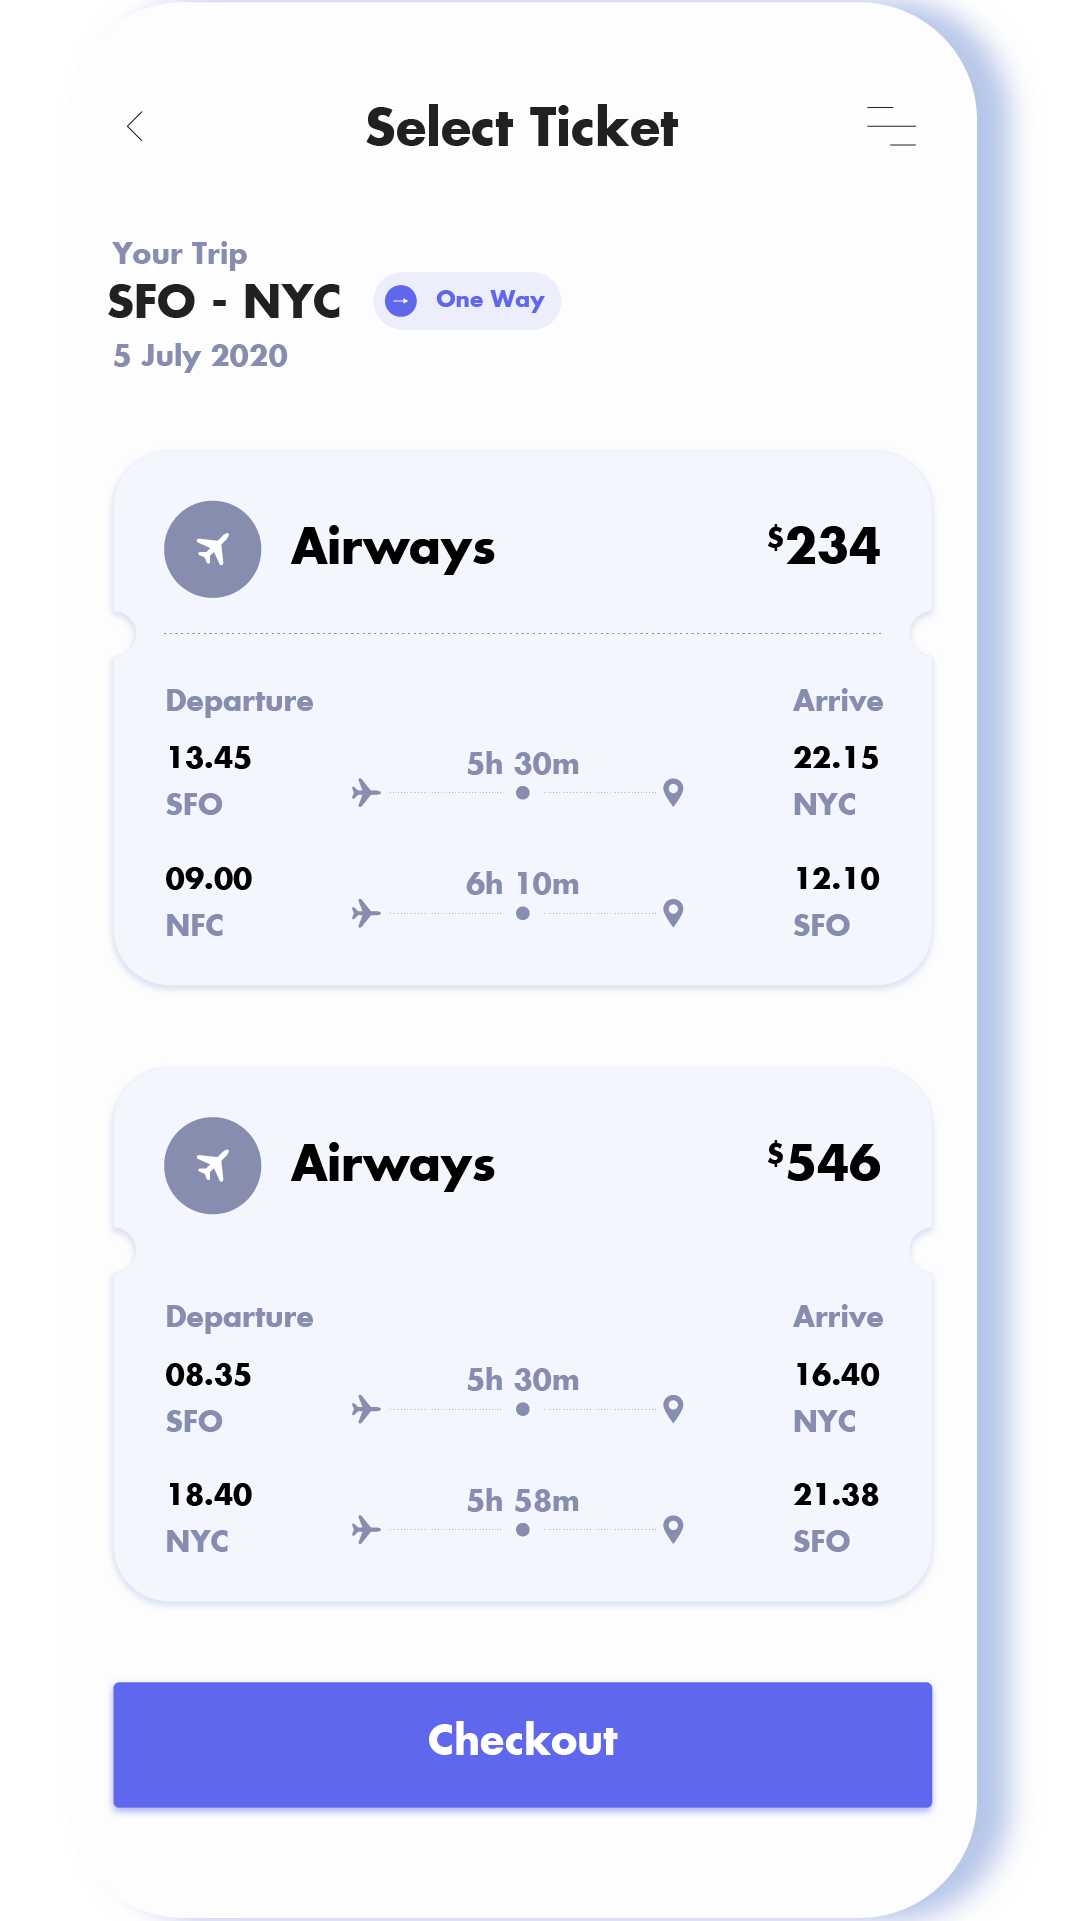 Select Ticket
Your Trip
SFO - NYC
One Way
5 July 2020
Airways
$234
Departure
Arrive
13.45
5h 30m
22.15
SFO
NYC
09.00
6h 10m
12.10
NFC
SFO
Airways
$546
Departure
Arrive
08.35
5h 30m
16.40
SFO
NYC
18.40
5h 58m
21.38
NYC
SFO
Checkout